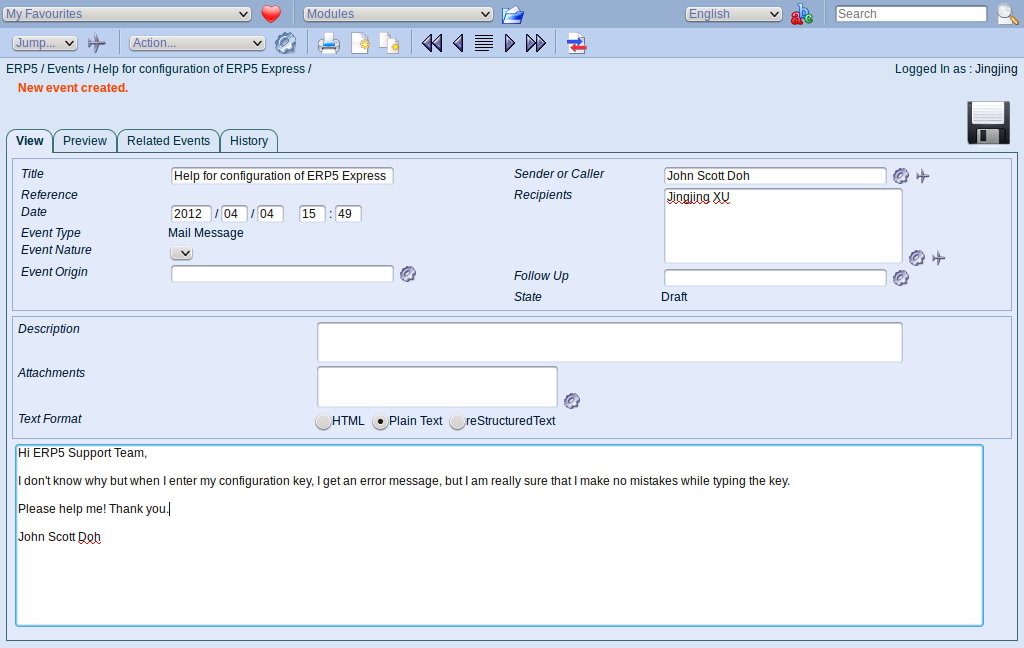 My Favourites Modules English Search
Jump... Action...
ERP5 / Events / Help for configuration of ERP5 Express / Logged In as : Jingjing
New event created.
View Preview Related Events History
Title Help for configuration of ERP5 Express Sender or Caller John Scott Doh
Reference Recipients Jingjing XU
Date 2012 / 04 / 04 15 : 49
Event Type Mail Message
Event Nature
Event Origin Follow Up
State Draft
Description
Attachments
Text Format HTML Plain Text reStructuredText
Hi ERP5 Support Team,
I don't know why but when I enter my configuration key, I get an error message, but I am really sure that I make no mistakes while typing the key.
Please help me! Thank you.
John Scott Doh